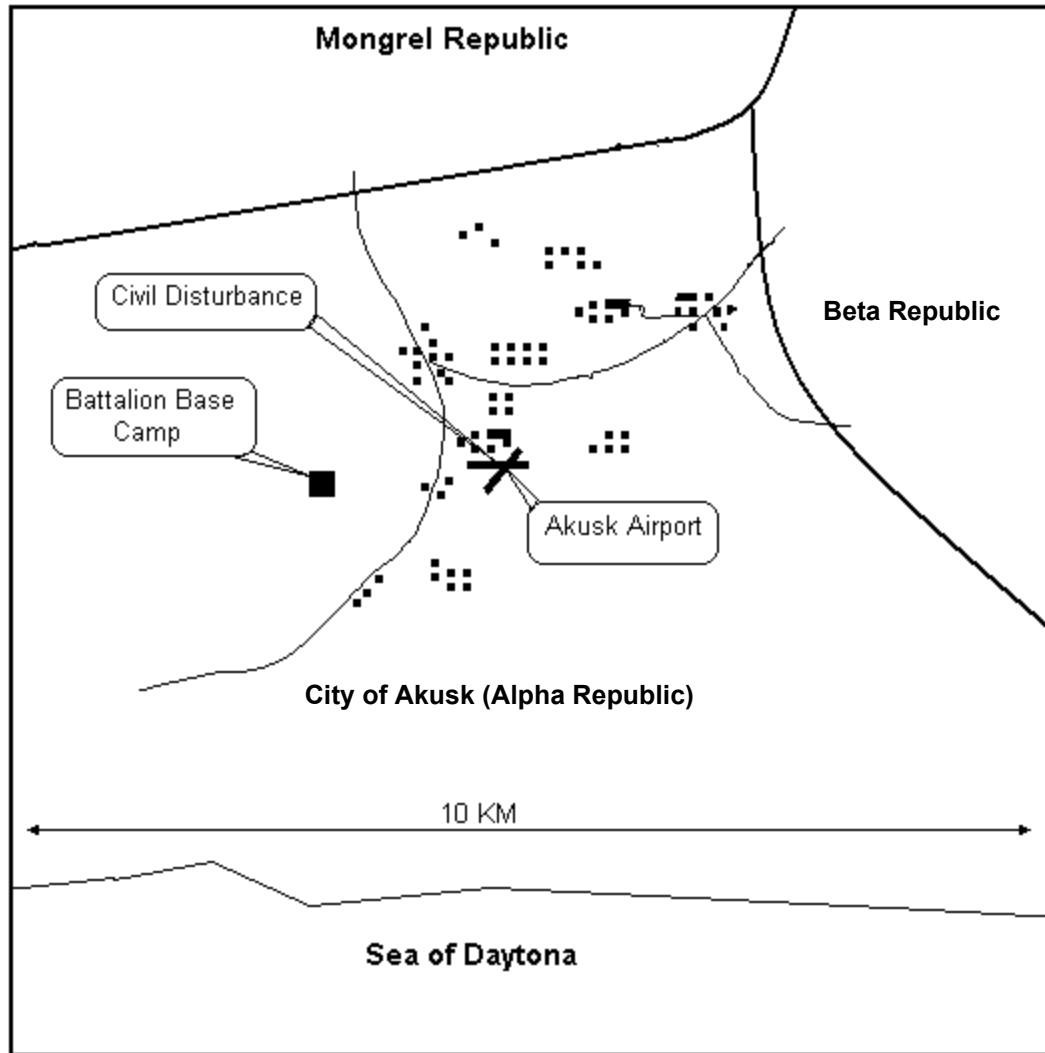 Mongrel Republic
Civil Disturbance
Beta Republic
Battalion Base
Camp
Akusk Airport
City of Akusk (Alpha Republic)
10 KM
Sea of Daytona